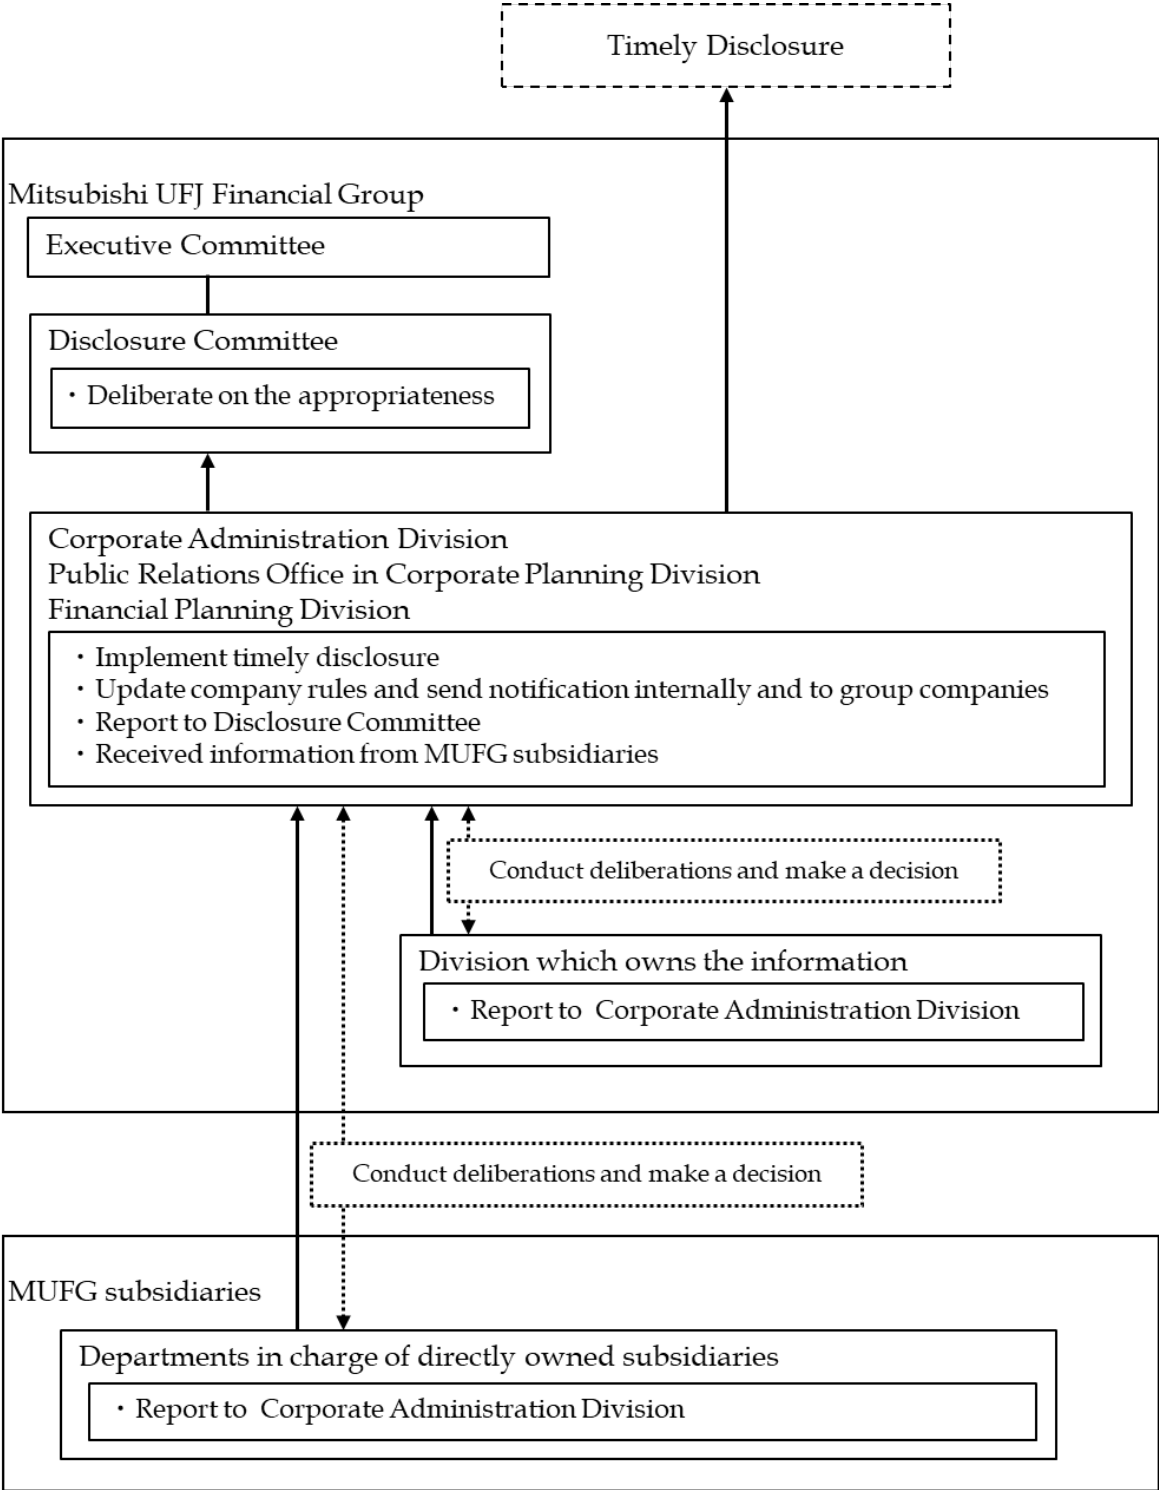 Timely Disclosure
Mitsubishi UFJ Financial Group
Executive Committee
Disclosure Committee
・Deliberate on the appropriateness
Corporate Administration Division
Public Relations Office in Corporate Planning Division
Financial Planning Division
・Implement timely disclosure
・Update company rules and send notification internally and to group companies
・Report to Disclosure Committee
・Received information from MUFG subsidiaries
Conduct deliberations and make a decision
Division which owns the information
・Report to Corporate Administration Division
Conduct deliberations and make a decision
MUFG subsidiaries
Departments in charge of directly owned subsidiaries
・Report to Corporate Administration Division